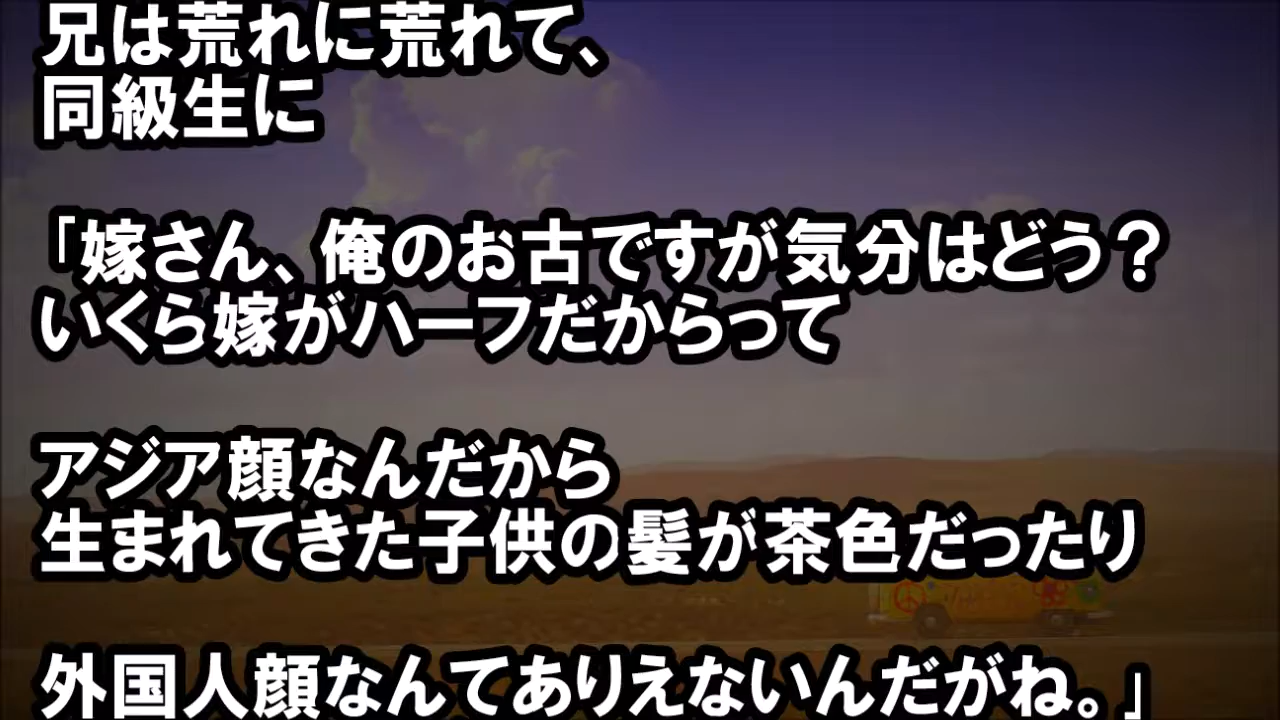 兄は荒れに荒れて、
同級生に
「嫁さん、俺のお古ですが気分はどう？
いくら嫁がハーフだからって
アジア顔なんだから
生まれてきた子供の髪が茶色だったり
外国人顔なんてありえないんだがね。」